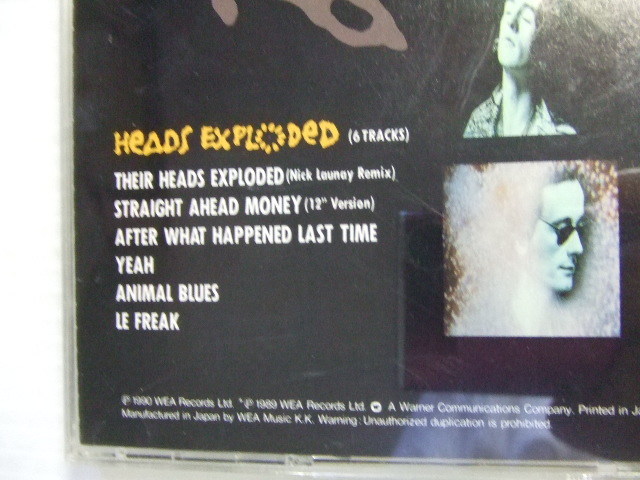 HEADS EXPLODED (6 TRACKS)
THEIR HEADS EXPLODED (Nick Launay Remix)
STRAIGHT AHEAD MONEY (12" Version)
AFTER WHAT HAPPENED LAST TIME
YEAH
ANIMAL BLUES
LE FREAK
℗ 1990 WEA Records Ltd. *℗ 1989 WEA Records Ltd. A Warner Communications Company. Printed in
Manufactured in Japan by WEA Music K.K. Warning: Unauthorized duplication is prohibited.